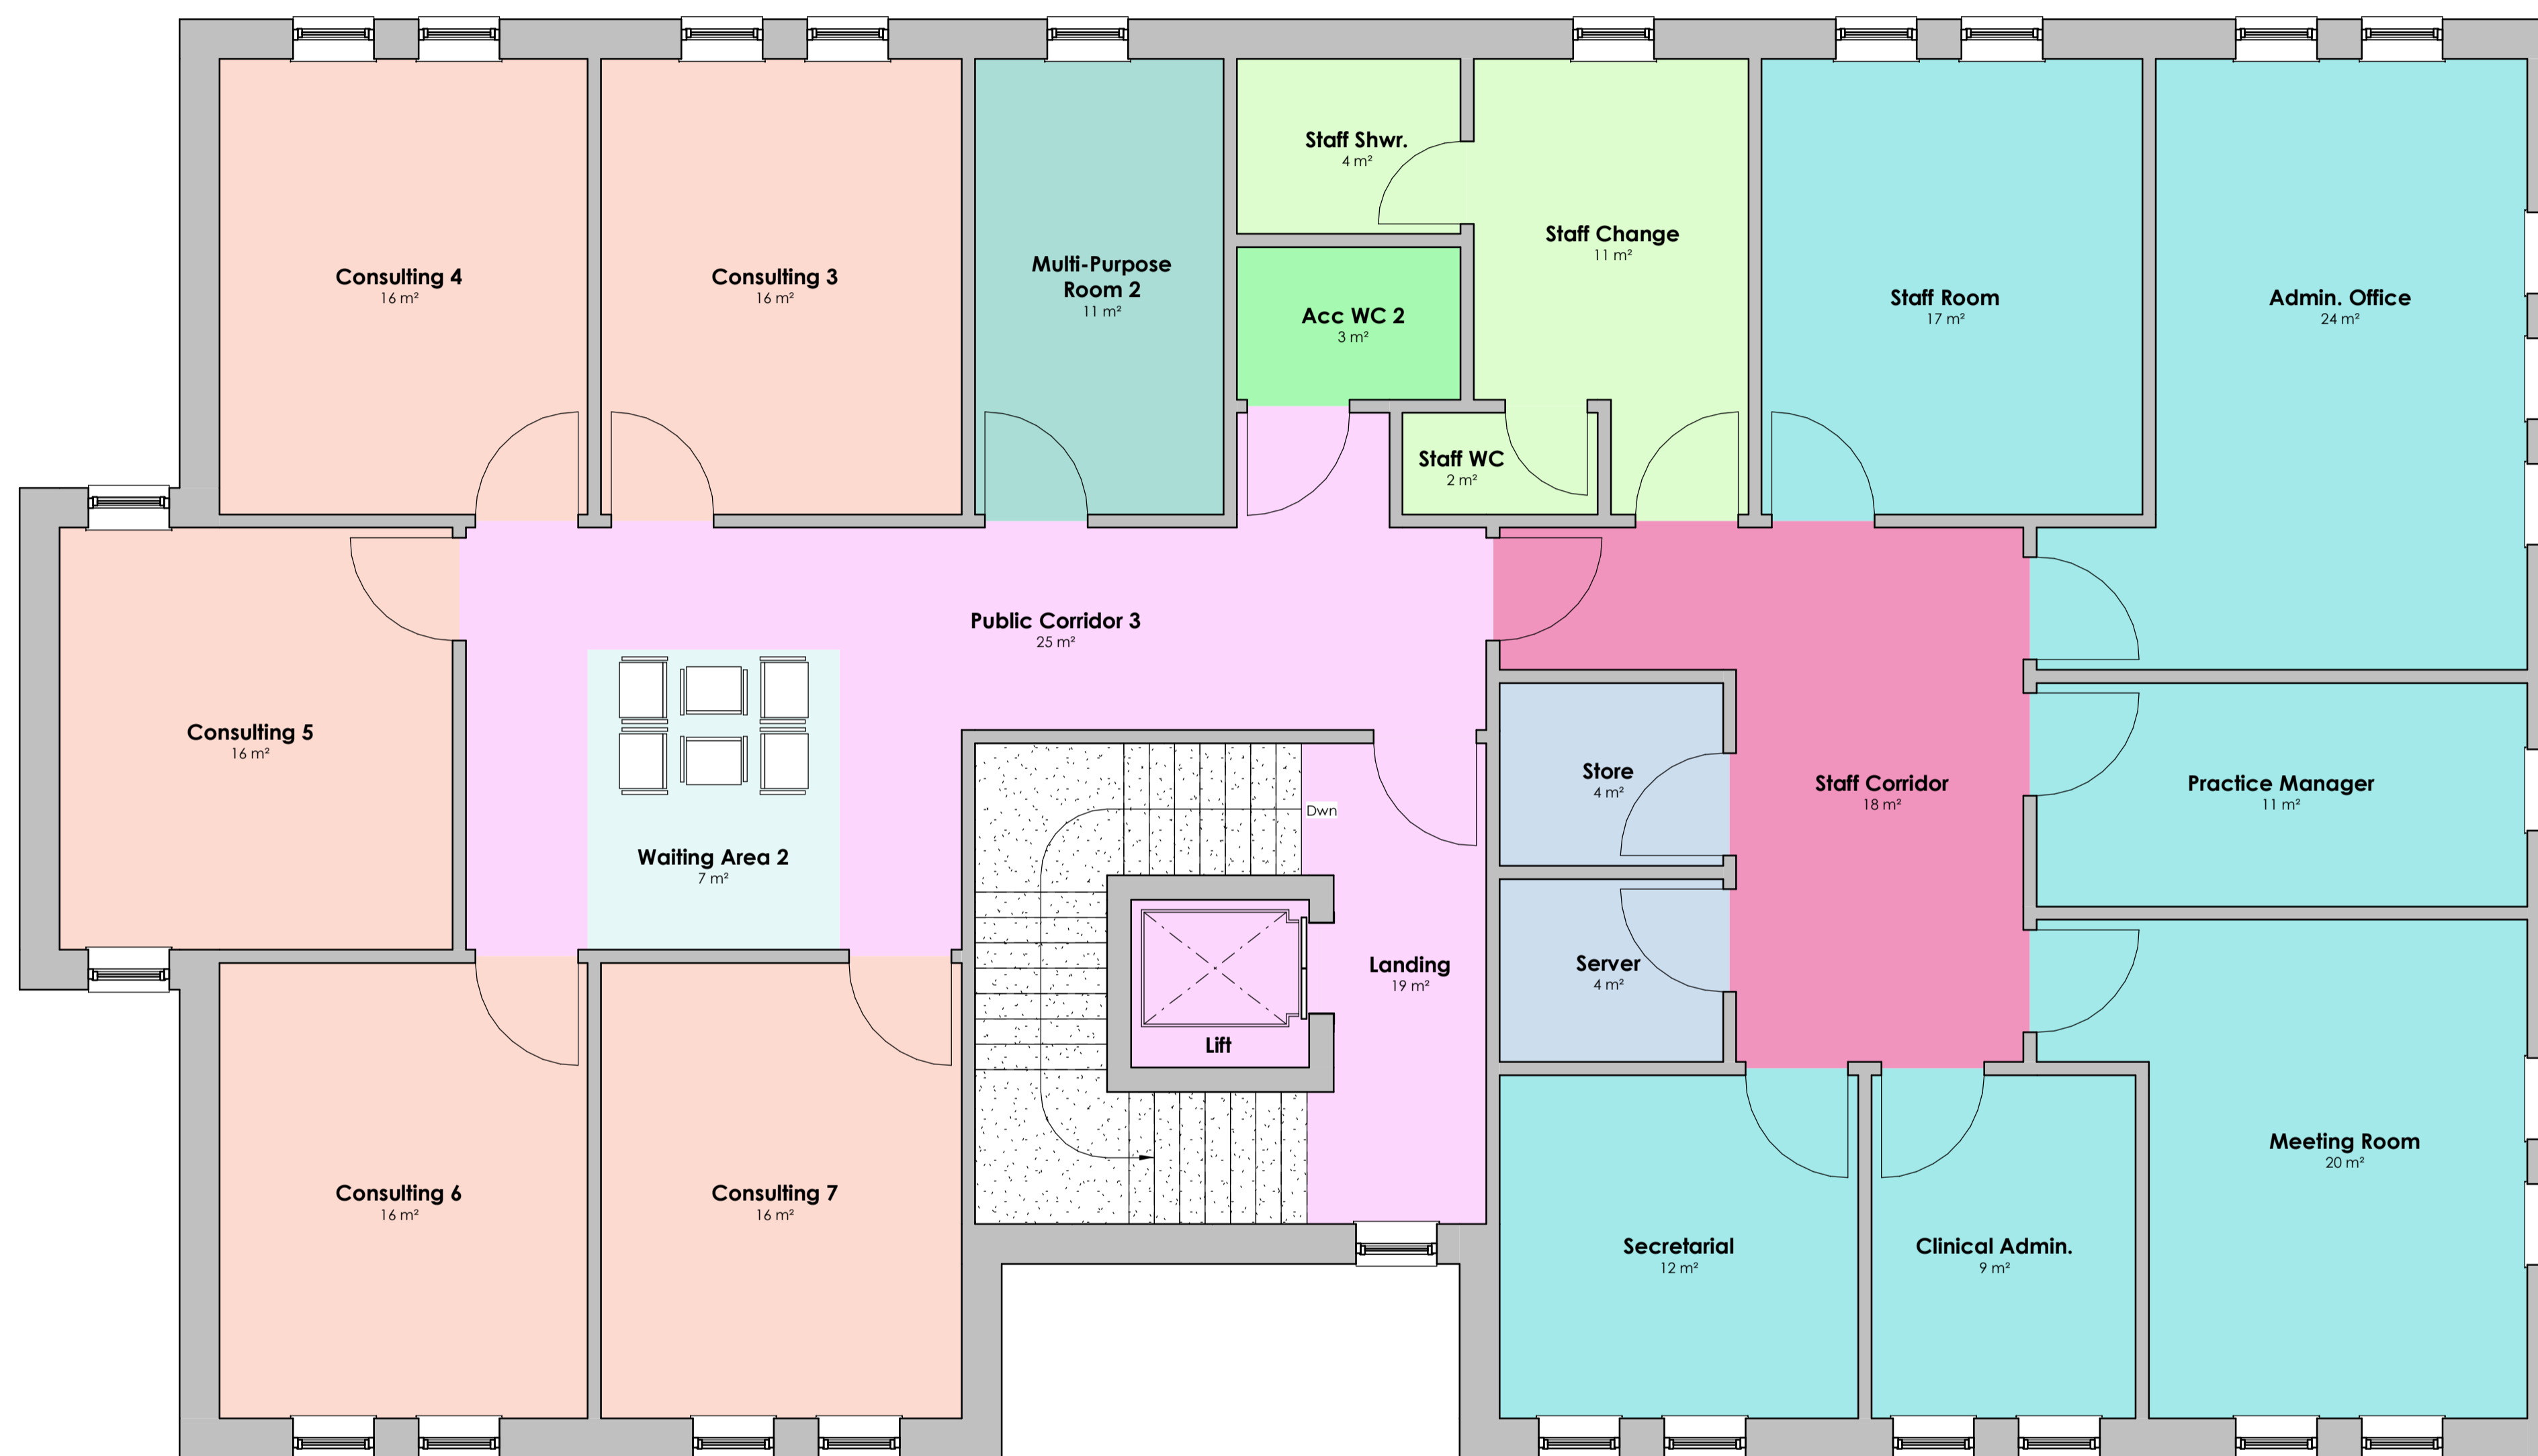 Staff Shwr.
4 m²
Staff Change
11 m²
Consulting 4
16 m²
Consulting 3
16 m²
Multi-Purpose
Room 2
11 m²
Acc WC 2
3 m²
Staff Room
17 m²
Admin. Office
24 m²
Staff WC
2 m²
Public Corridor 3
25 m²
Consulting 5
16 m²
Waiting Area 2
7 m²
Dwn
Store
4 m²
Staff Corridor
18 m²
Practice Manager
11 m²
Landing
19 m²
Server
4 m²
Lift
Consulting 6
16 m²
Consulting 7
16 m²
Secretarial
12 m²
Clinical Admin.
9 m²
Meeting Room
20 m²